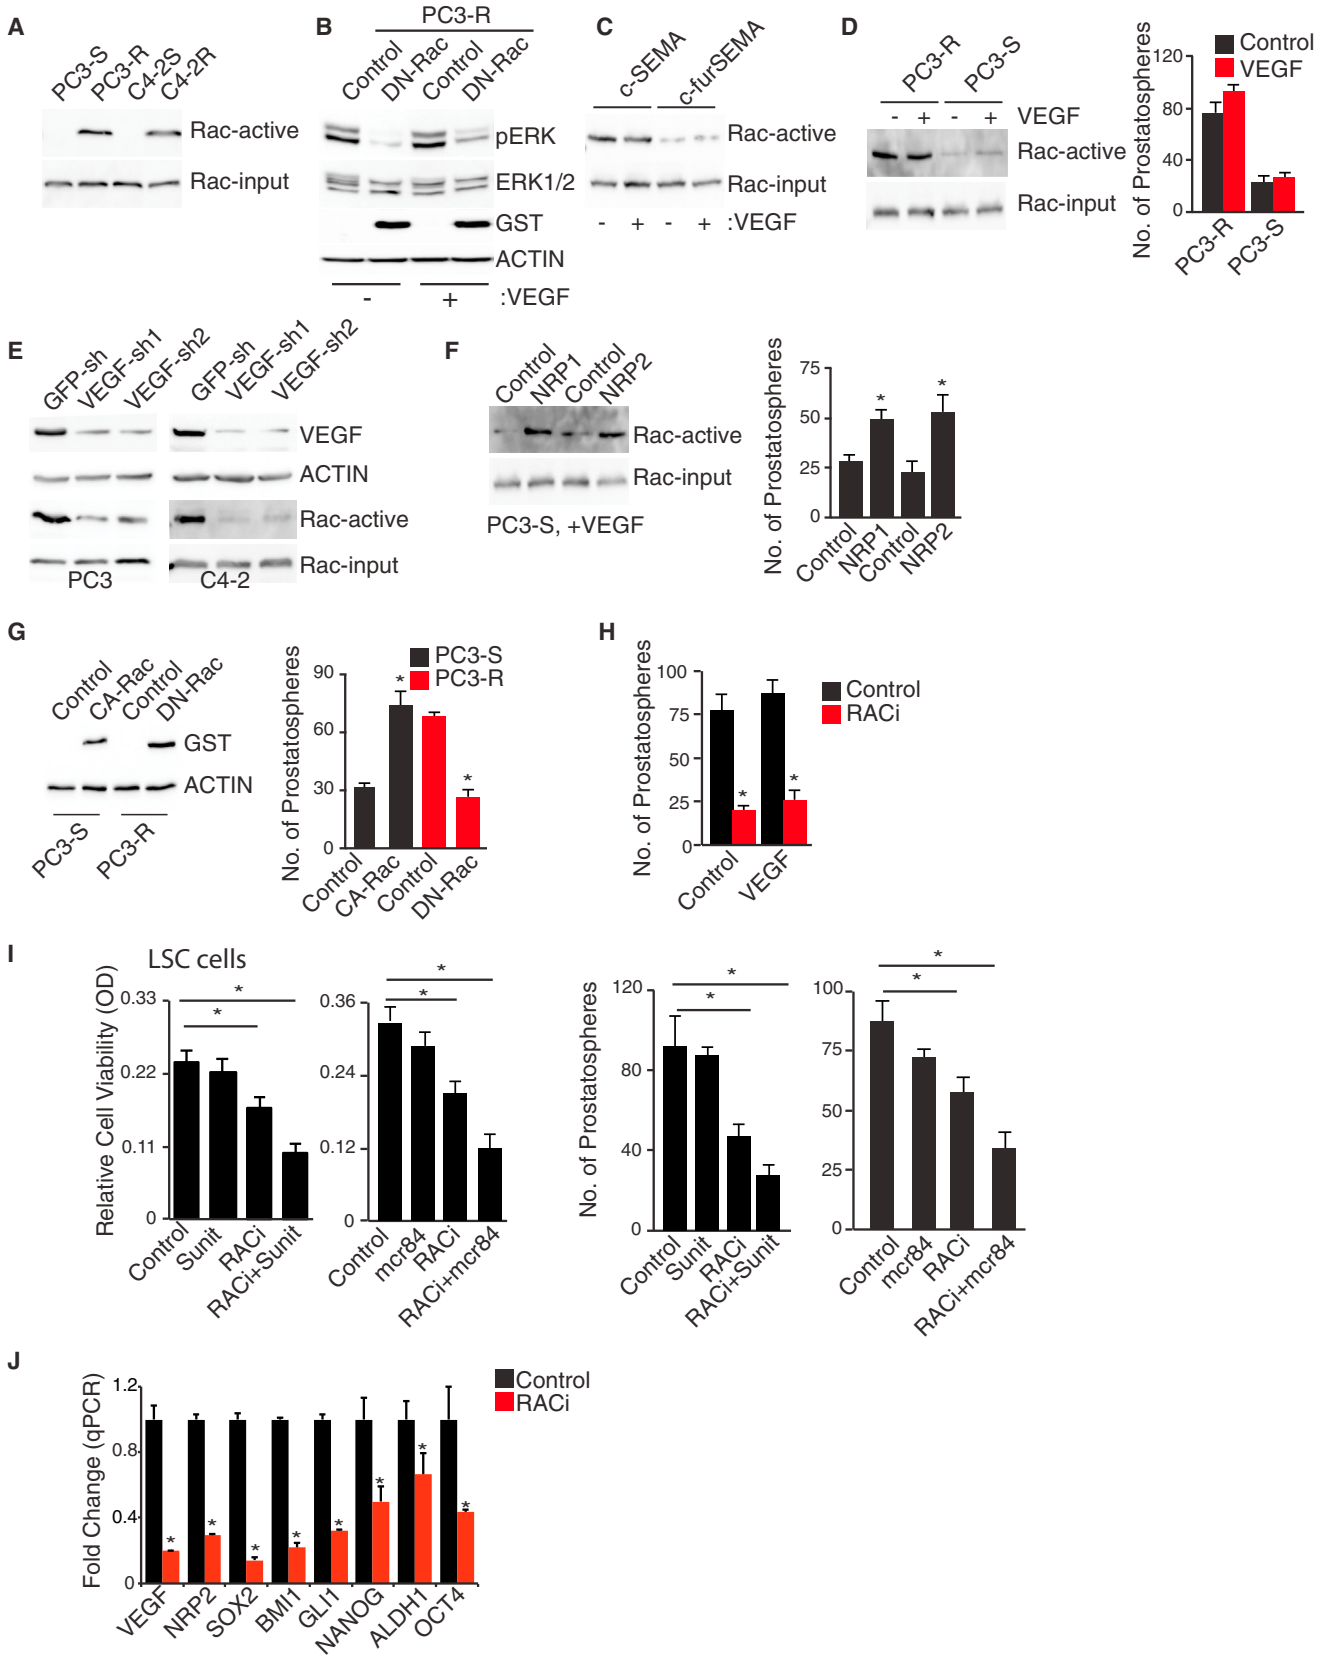 A
PC3-S
PC3-R
C4-2S
C4-2R
Rac-active
Rac-input
B
PC3-R
Control
DN-Rac
Control
DN-Rac
pERK
ERK1/2
GST
ACTIN
- + :VEGF
C
c-SEMA
c-furSEMA
Rac-active
Rac-input
- + - + :VEGF
D
PC3-R
PC3-S
- + - + VEGF
Rac-active
Rac-input
No. of Prostatospheres
120
80
40
0
Control
VEGF
PC3-R
PC3-S
E
GFP-sh
VEGF-sh1
VEGF-sh2
GFP-sh
VEGF-sh1
VEGF-sh2
VEGF
ACTIN
Rac-active
Rac-input
PC3
C4-2
F
Control
NRP1
Control
NRP2
Rac-active
Rac-input
PC3-S, +VEGF
No. of Prostatospheres
75
50
25
0
* *
Control
NRP1
Control
NRP2
G
Control
CA-Rac
Control
DN-Rac
GST
ACTIN
PC3-S
PC3-R
No. of Prostatospheres
90
60
30
0
PC3-S
PC3-R
* *
Control
CA-Rac
Control
DN-Rac
H
No. of Prostatospheres
100
75
50
25
0
Control
RACi
* *
Control
VEGF
I
LSC cells
Relative Cell Viability (OD)
0.33
0.22
0.11
0
*
*
Control
Sunit
RACi
RACi+Sunit
0.36
0.24
0.12
0
*
*
Control
mcr84
RACi
RACi+mcr84
No. of Prostatospheres
120
80
40
0
*
*
Control
Sunit
RACi
RACi+Sunit
100
75
50
25
0
*
*
Control
mcr84
RACi
RACi+mcr84
J
Fold Change (qPCR)
1.2
0.8
0.4
0
Control
RACi
* * * * * * * *
VEGF
NRP2
SOX2
BMI1
GLI1
NANOG
ALDH1
OCT4